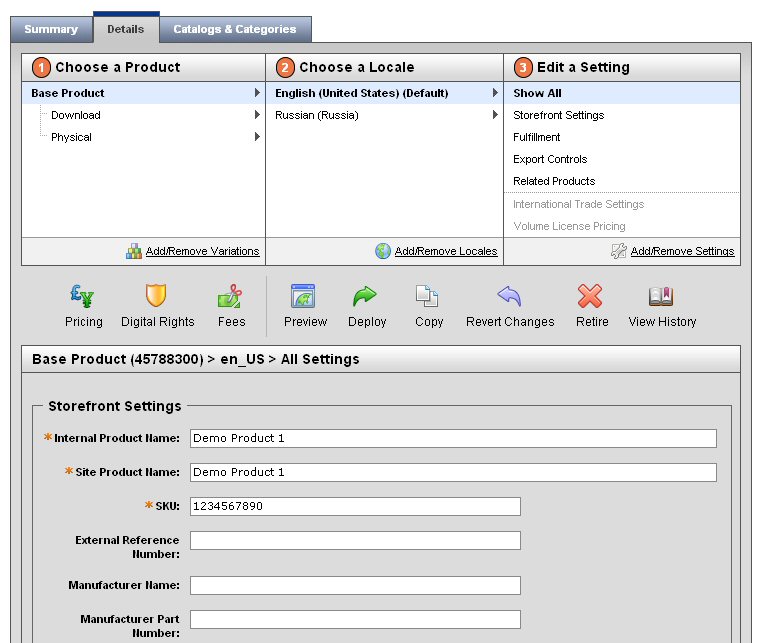 Summary
Details
Catalogs & Categories
1 Choose a Product
2 Choose a Locale
3 Edit a Setting
Base Product
Download
Physical
English (United States) (Default)
Russian (Russia)
Show All
Storefront Settings
Fulfillment
Export Controls
Related Products
International Trade Settings
Volume License Pricing
Add/Remove Variations
Add/Remove Locales
Add/Remove Settings
Pricing
Digital Rights
Fees
Preview
Deploy
Copy
Revert Changes
Retire
View History
Base Product (45788300) > en_US > All Settings
Storefront Settings
*Internal Product Name: Demo Product 1
*Site Product Name: Demo Product 1
*SKU: 1234567890
External Reference
Number:
Manufacturer Name:
Manufacturer Part
Number: